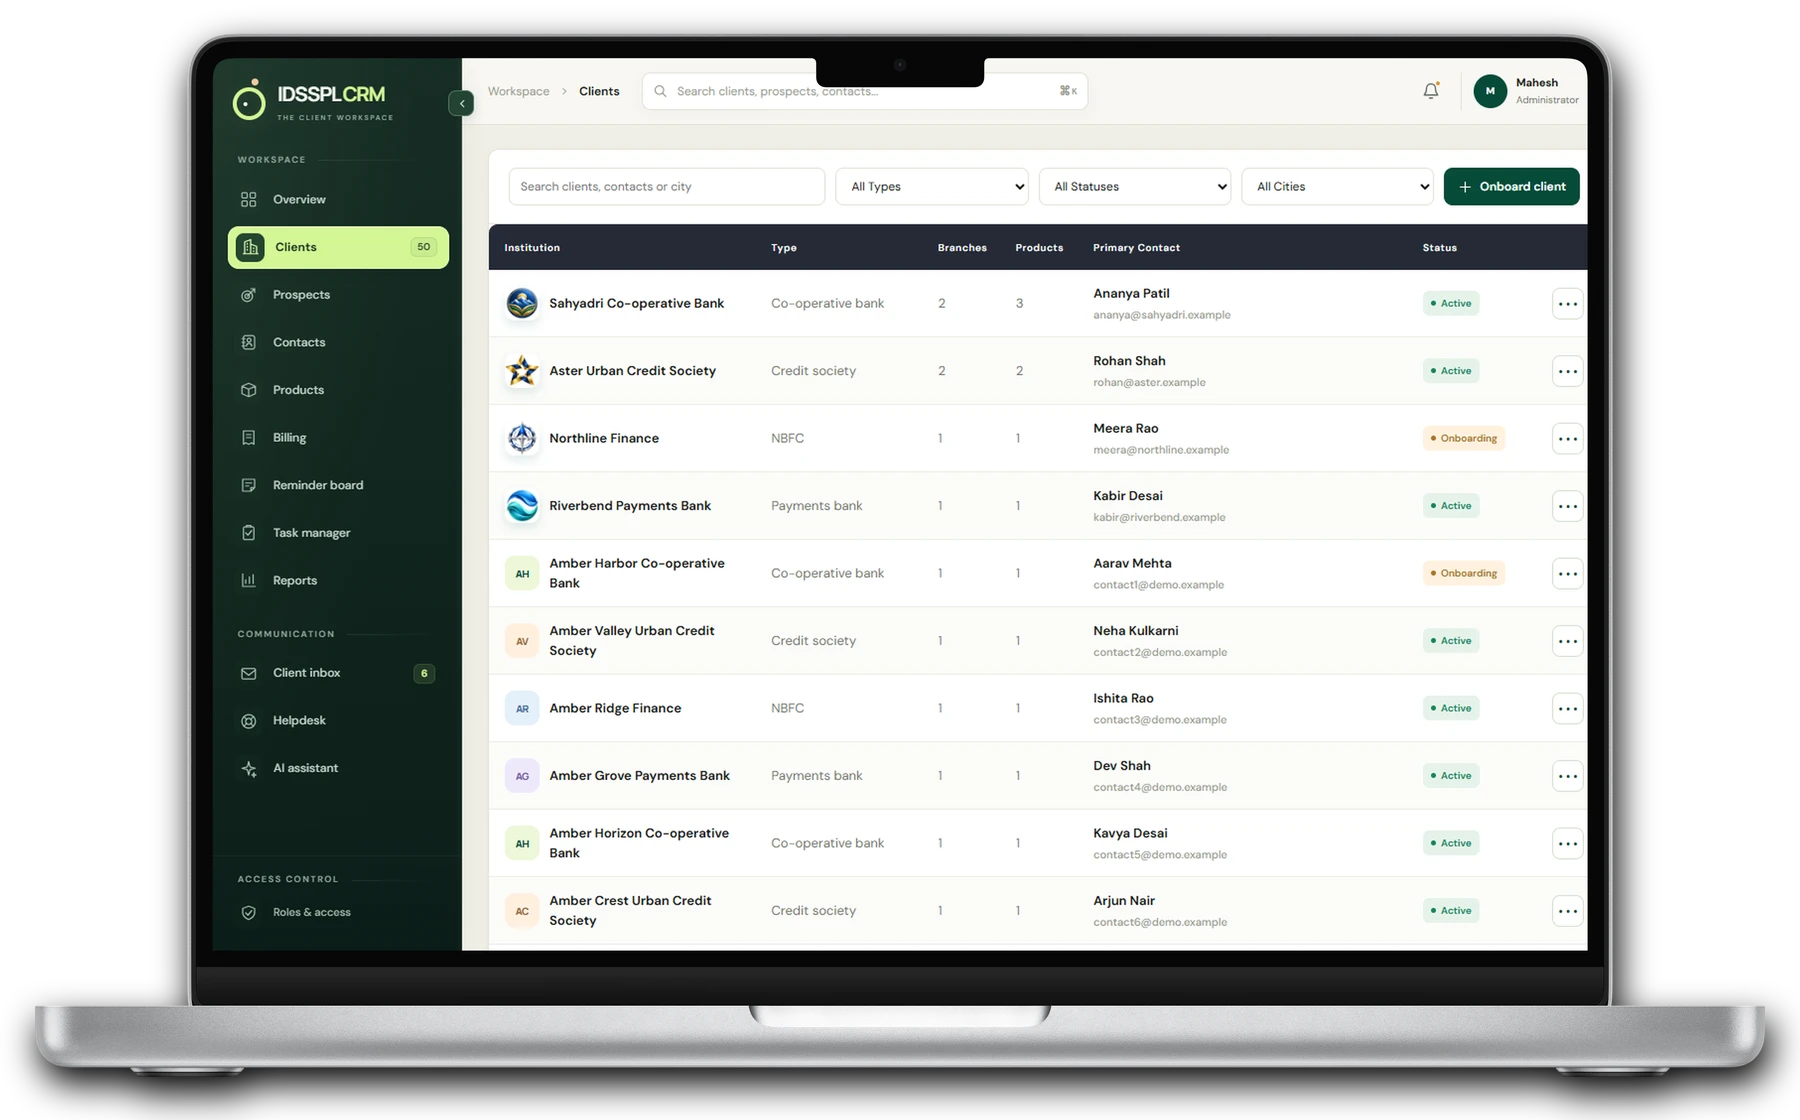 IDSSPLCRM
THE CLIENT WORKSPACE
WORKSPACE
Overview
Clients 50
Prospects
Contacts
Products
Billing
Reminder board
Task manager
Reports
COMMUNICATION
Client inbox 6
Helpdesk
AI assistant
ACCESS CONTROL
Roles & access
Workspace > Clients
Search clients, prospects, contacts... ⌘K
M
Mahesh
Administrator
Search clients, contacts or city
All Types
All Statuses
All Cities
+ Onboard client
Institution Type Branches Products Primary Contact Status
Sahyadri Co-operative Bank Co-operative bank 2 3 Ananya Patil Active
ananya@sahyadri.example
Aster Urban Credit Society Credit society 2 2 Rohan Shah Active
rohan@aster.example
Northline Finance NBFC 1 1 Meera Rao Onboarding
meera@northline.example
Riverbend Payments Bank Payments bank 1 1 Kabir Desai Active
kabir@riverbend.example
AH Amber Harbor Co-operative Co-operative bank 1 1 Aarav Mehta Onboarding
Bank contact1@demo.example
AV Amber Valley Urban Credit Credit society 1 1 Neha Kulkarni Active
Society contact2@demo.example
AR Amber Ridge Finance NBFC 1 1 Ishita Rao Active
contact3@demo.example
AG Amber Grove Payments Bank Payments bank 1 1 Dev Shah Active
contact4@demo.example
AH Amber Horizon Co-operative Co-operative bank 1 1 Kavya Desai Active
Bank contact5@demo.example
AC Amber Crest Urban Credit Credit society 1 1 Arjun Nair Active
Society contact6@demo.example